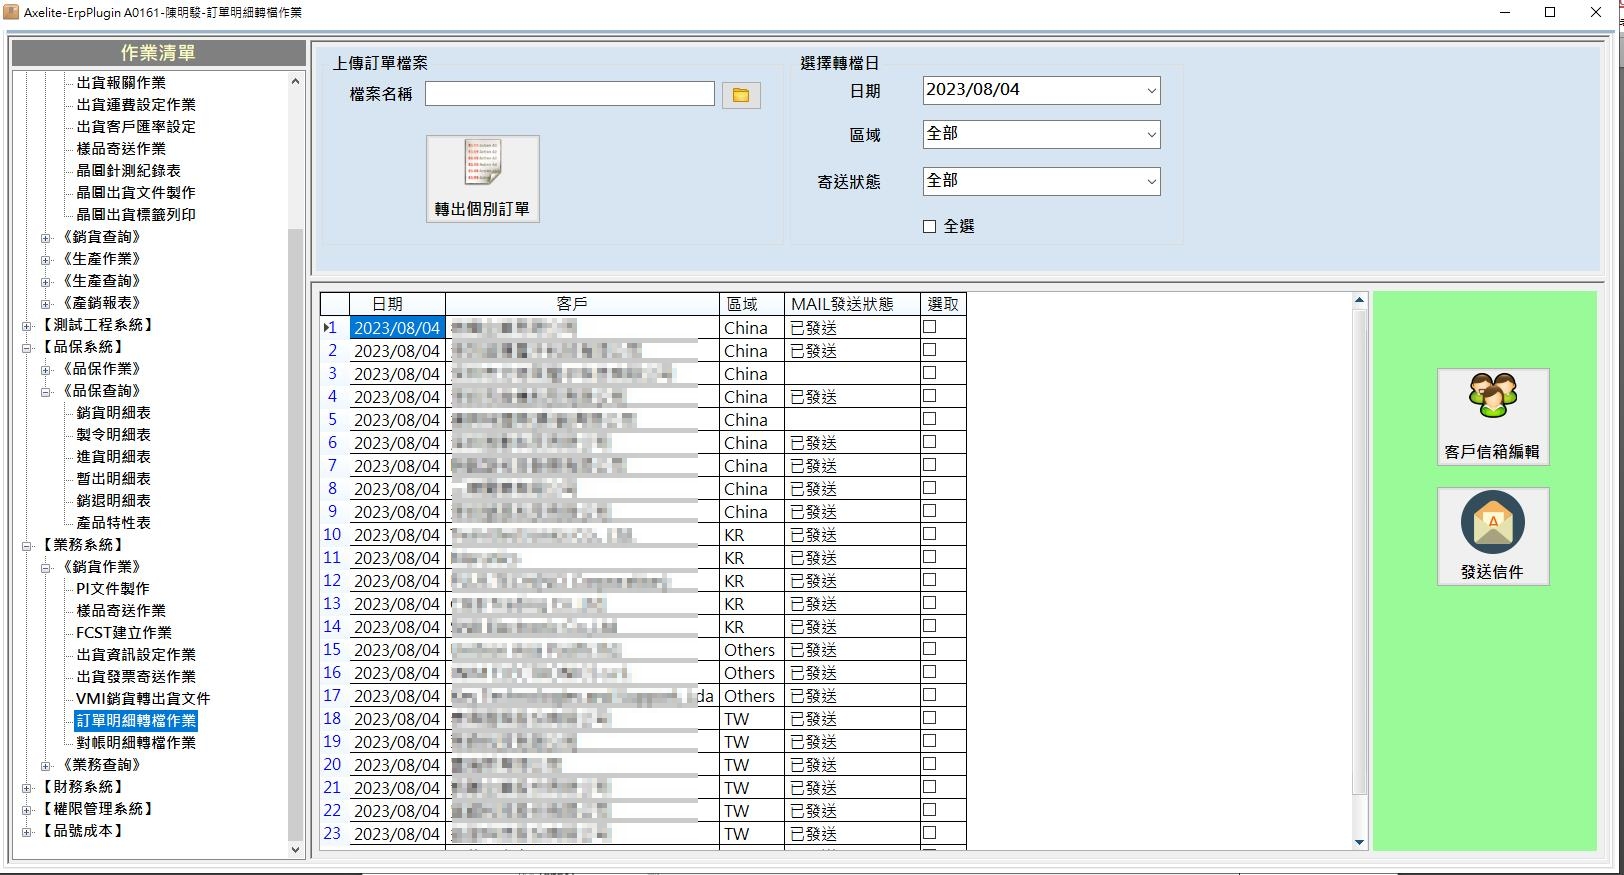 Axelite-ErpPlugin A0161-陳明駿-訂單明細轉檔作業
作業清單
出貨報關作業
出貨運費設定作業
出貨客戶匯率設定
樣品寄送作業
晶圓針測紀錄表
晶圓出貨文件製作
晶圓出貨標籤列印
《銷貨查詢》
《生產作業》
《生產查詢》
《產銷報表》
【測試工程系統】
【品保系統】
《品保作業》
《品保查詢》
銷貨明細表
製令明細表
進貨明細表
暫出明細表
銷退明細表
產品特性表
【業務系統】
《銷貨作業》
PI文件製作
樣品寄送作業
FCST建立作業
出貨資訊設定作業
出貨發票寄送作業
VMI銷貨轉出貨文件
訂單明細轉檔作業
對帳明細轉檔作業
《業務查詢》
【財務系統】
【權限管理系統】
【品號成本】
上傳訂單檔案
檔案名稱
轉出個別訂單
選擇轉檔日
日期 2023/08/04
區域 全部
寄送狀態 全部
全選
日期 客戶 區域 MAIL發送狀態 選取
1 2023/08/04 China 已發送
2 2023/08/04 China 已發送
3 2023/08/04 China
4 2023/08/04 China 已發送
5 2023/08/04 China
6 2023/08/04 China 已發送
7 2023/08/04 China 已發送
8 2023/08/04 China 已發送
9 2023/08/04 China 已發送
10 2023/08/04 KR 已發送
11 2023/08/04 KR 已發送
12 2023/08/04 KR 已發送
13 2023/08/04 KR 已發送
14 2023/08/04 KR 已發送
15 2023/08/04 Others 已發送
16 2023/08/04 Others 已發送
17 2023/08/04 Others 已發送
18 2023/08/04 TW 已發送
19 2023/08/04 TW 已發送
20 2023/08/04 TW 已發送
21 2023/08/04 TW 已發送
22 2023/08/04 TW 已發送
23 2023/08/04 TW 已發送
客戶信箱編輯
發送信件